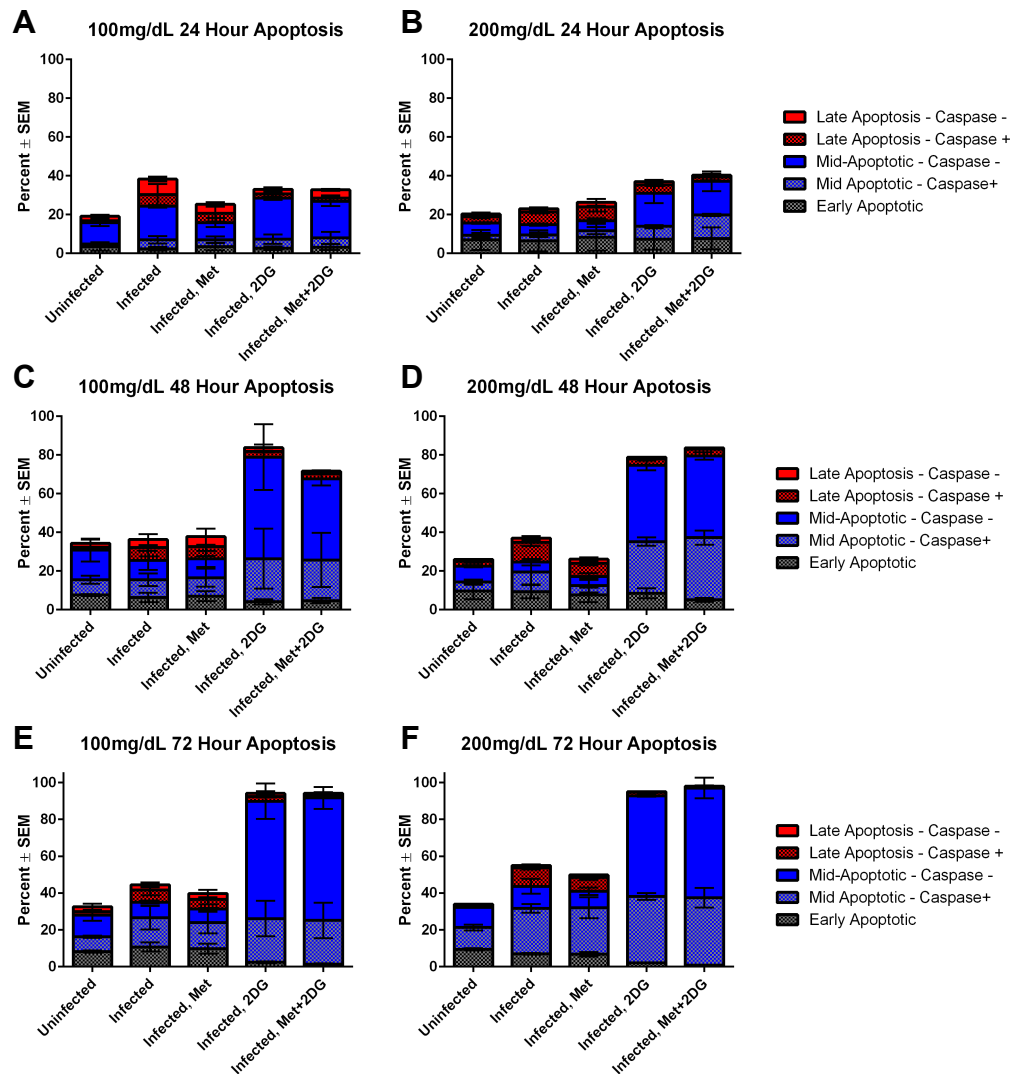 A
100mg/dL 24 Hour Apoptosis
Percent ± SEM
100
80
60
40
20
0
Uninfected
Infected
Infected, Met
Infected, 2DG
Infected, Met+2DG
B
200mg/dL 24 Hour Apoptosis
Percent ± SEM
100
80
60
40
20
0
Uninfected
Infected
Infected, Met
Infected, 2DG
Infected, Met+2DG
Late Apoptosis - Caspase -
Late Apoptosis - Caspase +
Mid-Apoptotic - Caspase -
Mid Apoptotic - Caspase+
Early Apoptotic
C
100mg/dL 48 Hour Apoptosis
Percent ± SEM
100
80
60
40
20
0
Uninfected
Infected
Infected, Met
Infected, 2DG
Infected, Met+2DG
D
200mg/dL 48 Hour Apotosis
Percent ± SEM
100
80
60
40
20
0
Uninfected
Infected
Infected, Met
Infected, 2DG
Infected, Met+2DG
Late Apoptosis - Caspase -
Late Apoptosis - Caspase +
Mid-Apoptotic - Caspase -
Mid Apoptotic - Caspase+
Early Apoptotic
E
100mg/dL 72 Hour Apoptosis
Percent ± SEM
100
80
60
40
20
0
Uninfected
Infected
Infected, Met
Infected, 2DG
Infected, Met+2DG
F
200mg/dL 72 Hour Apoptosis
Percent ± SEM
100
80
60
40
20
0
Uninfected
Infected
Infected, Met
Infected, 2DG
Infected, Met+2DG
Late Apoptosis - Caspase -
Late Apoptosis - Caspase +
Mid-Apoptotic - Caspase -
Mid Apoptotic - Caspase+
Early Apoptotic